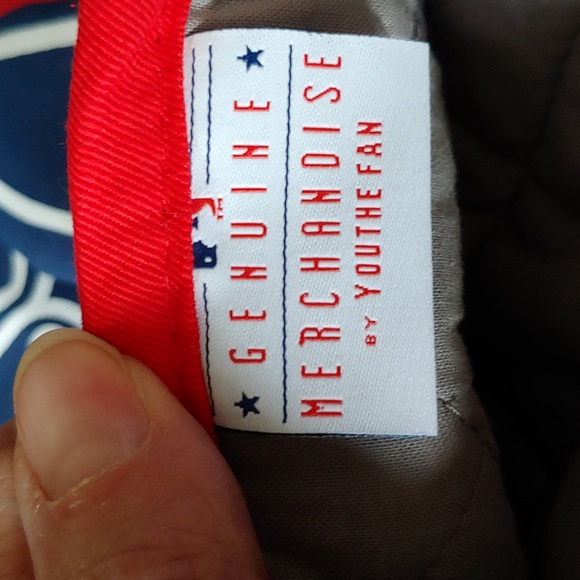 ★ GENUINE ★
MERCHANDISE
BY YOUTHEFAN